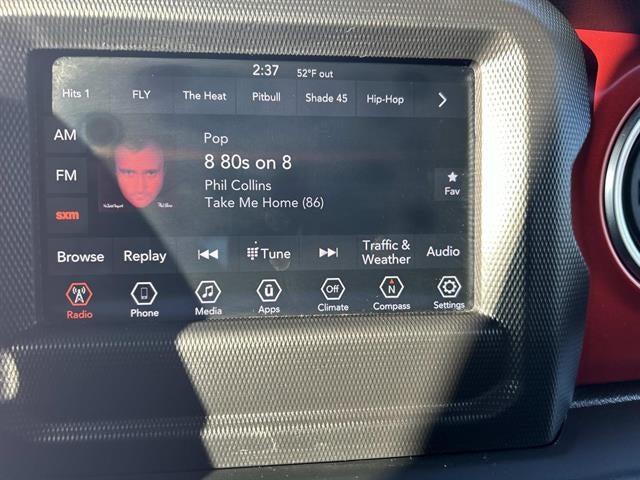 2:37 52°F out
Hits 1 FLY The Heat Pitbull Shade 45 Hip-Hop
AM
Pop
8 80s on 8
FM
Phil Collins
Fav
Take Me Home (86)
sxm
Browse Replay Tune Traffic & Weather Audio
Off N
Radio Phone Media Apps Climate Compass Settings